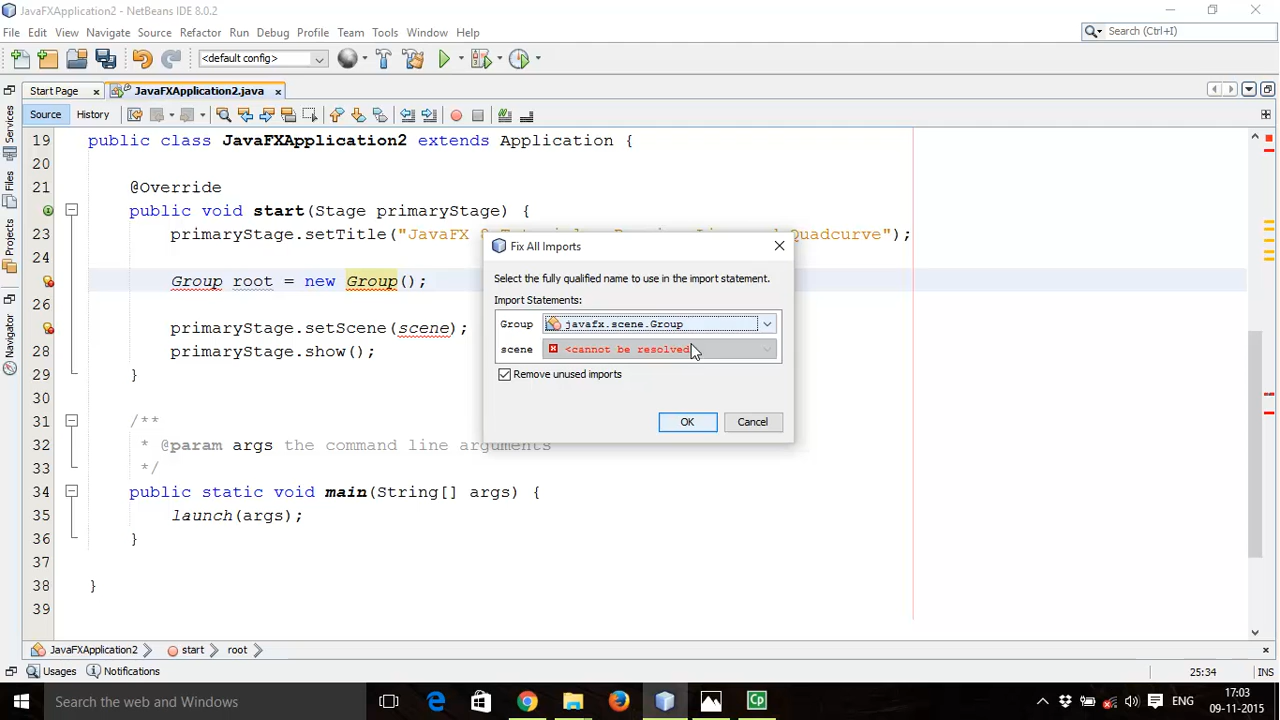 JavaFXApplication2 - NetBeans IDE 8.0.2
File Edit View Navigate Source Refactor Run Debug Profile Team Tools Window Help
Search (Ctrl+I)
<default config>
Start Page
JavaFXApplication2.java
Source History
Services
Files
Projects
Navigator
19 public class JavaFXApplication2 extends Application {
20
21 @Override
public void start(Stage primaryStage) {
23 primaryStage.setTitle("JavaFX 8 Tutorial
Quadcurve");
24
Group root = new Group();
26
primaryStage.setScene(scene);
28 primaryStage.show();
29 }
30
31 /**
32 * @param args the command line arguments
33 */
34 public static void main(String[] args) {
35 launch(args);
36 }
37
38 }
39
Fix All Imports
Select the fully qualified name to use in the import statement.
Import Statements:
Group javafx.scene.Group
scene <cannot be resolved
Remove unused imports
OK Cancel
JavaFXApplication2 start root
Usages Notifications
25:34 INS
Search the web and windows
Cp
ENG
17:03
09-11-2015